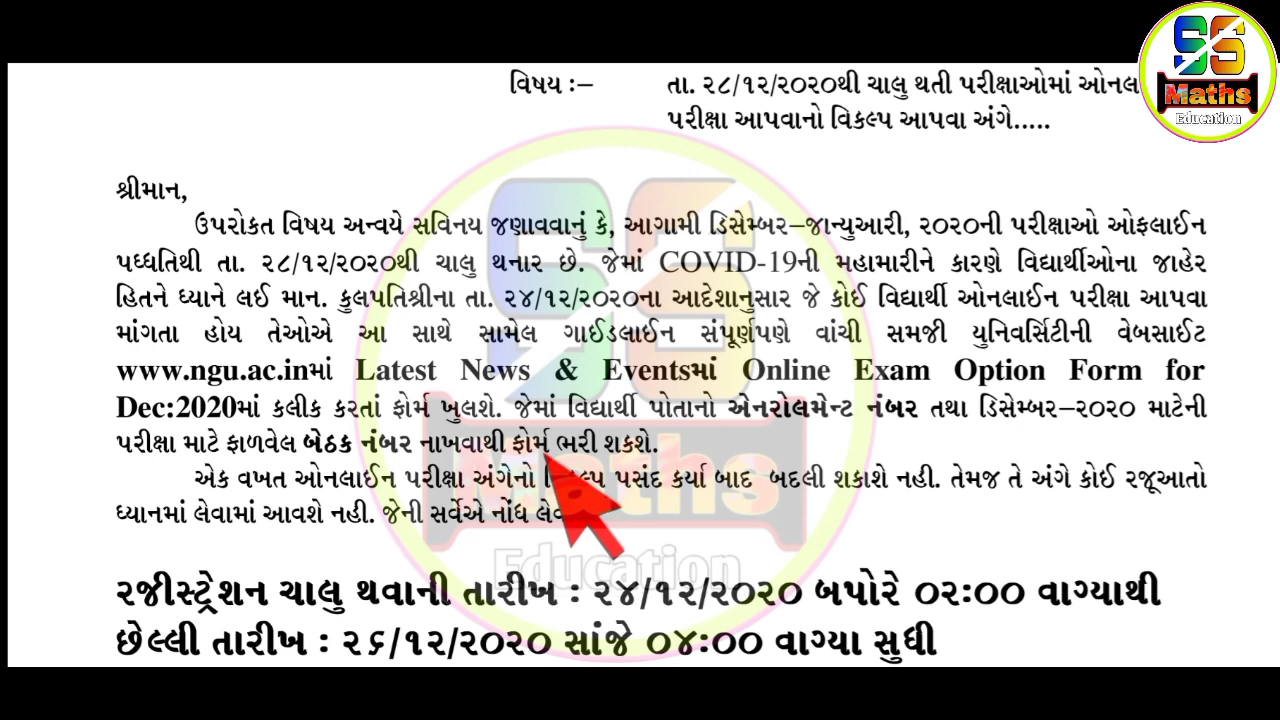 SS
Maths
Education
વિષય :–
તા. ૨૮/૧૨/૨૦૨૦થી ચાલુ થતી પરીક્ષાઓમાં
પરીક્ષા આપવાનો વિકલ્પ આપવા અંગે.....
શ્રીમાન,
ઉપરોકત વિષય અન્વયે સવિનય જણાવવાનું કે, આગામી ડિસેમ્બર–જાન્યુઆરી, ૨૦૨૦ની પરીક્ષાઓ ઓફલાઈન
પધ્ધતિથી તા. ૨૮/૧૨/૨૦૨૦થી ચાલુ થનાર છે. જેમાં COVID-19ની મહામારીને કારણે વિદ્યાર્થીઓના જાહેર
હિતને ધ્યાને લઈ માન. કુલપતિશ્રીના તા. ૨૪/૧૨/૨૦૨૦ના આદેશાનુસાર જે કોઈ વિદ્યાર્થી ઓનલાઈન પરીક્ષા આપવા
માંગતા હોય તેઓએ આ સાથે સામેલ ગાઈડલાઈન સંપૂર્ણપણે વાંચી સમજી યુનિવર્સિટીની વેબસાઈટ
www.ngu.ac.inમાં Latest News & Eventsમાં Online Exam Option Form for
Dec:2020માં કલીક કરતાં ફોર્મ ખુલશે. જેમાં વિદ્યાર્થી પોતાનો એનરોલમેન્ટ નંબર તથા ડિસેમ્બર–૨૦૨૦ માટેની
પરીક્ષા માટે ફાળવેલ બેઠક નંબર નાખવાથી ફોર્મ ભરી શકશે.
એક વખત ઓનલાઈન પરીક્ષા અંગેનો પસંદ કર્યા બાદ બદલી શકાશે નહી. તેમજ તે અંગે કોઈ રજૂઆતો
ધ્યાનમાં લેવામાં આવશે નહી. જેની સર્વેએ નોંધ
રજીસ્ટ્રેશન ચાલુ થવાની તારીખ : ૨૪/૧૨/૨૦૨૦ બપોરે ૦૨:૦૦ વાગ્યાથી
છેલ્લી તારીખ : ૨૬/૧૨/૨૦૨૦ સાંજે ૦૪:૦૦ વાગ્યા સુધી
SS
Maths
Education